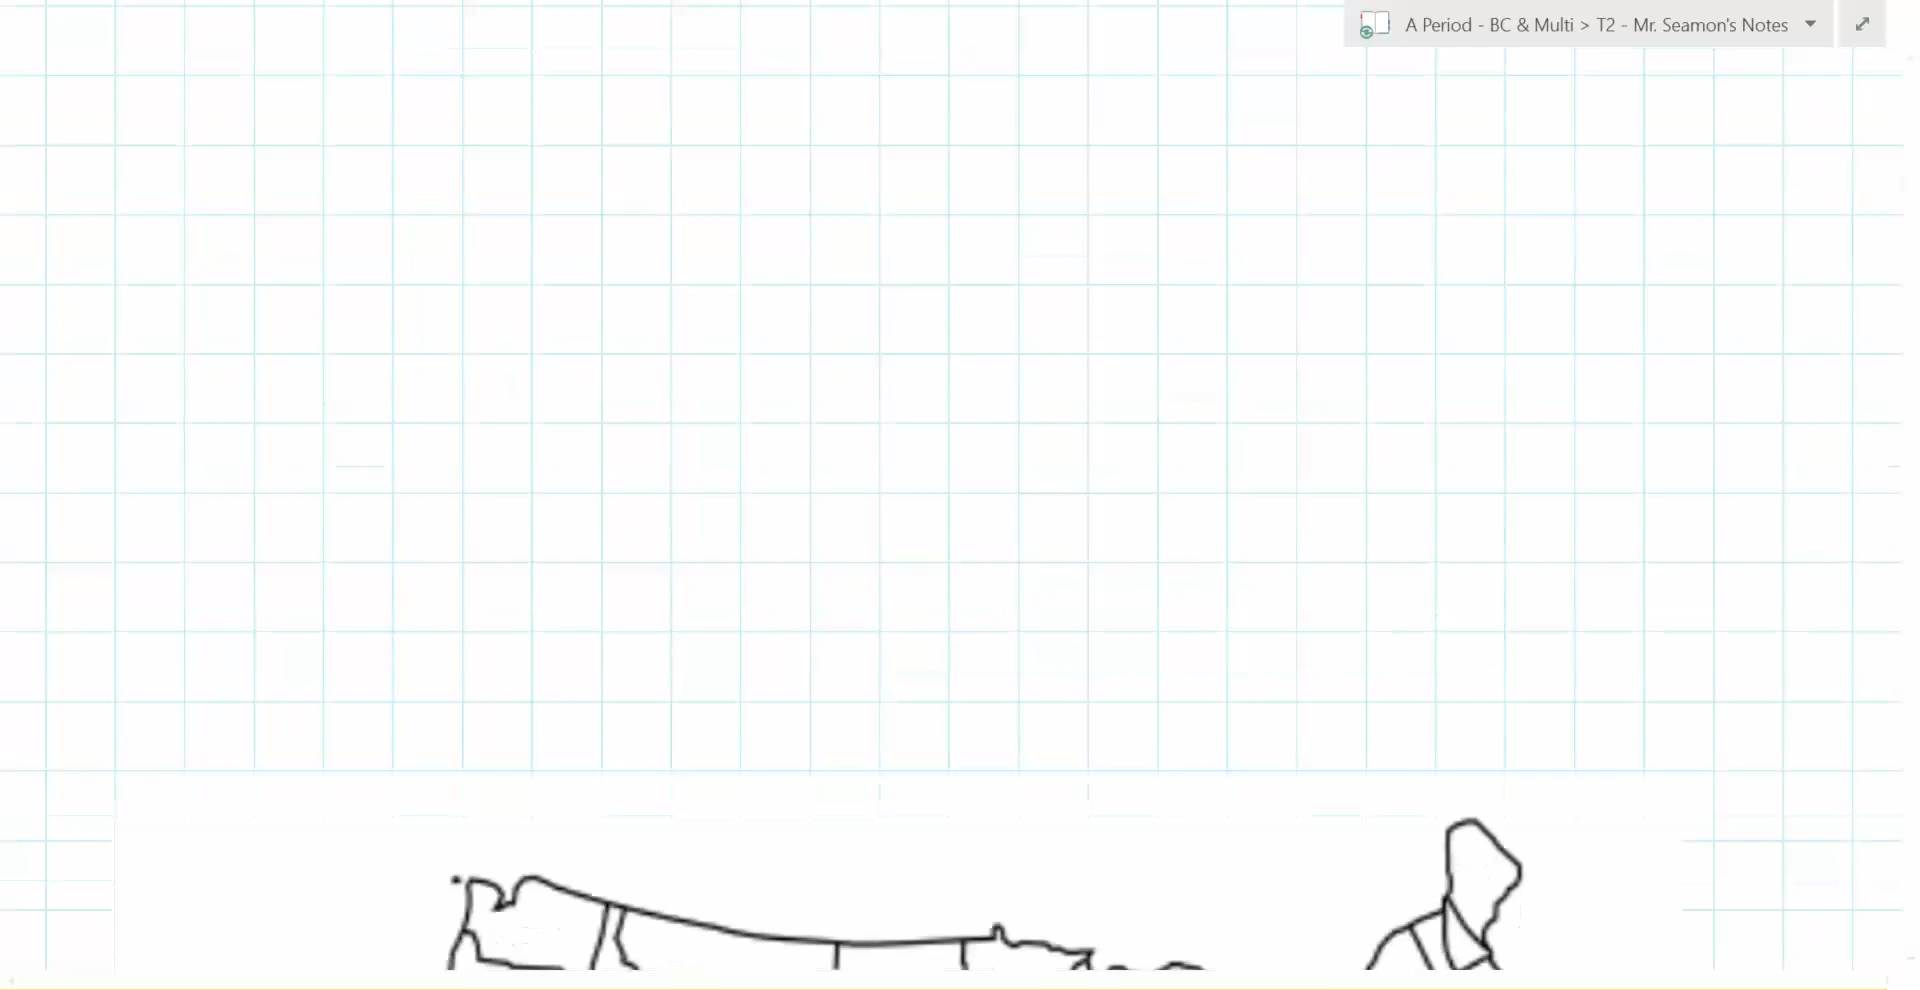 A Period - BC & Multi > T2 - Mr. Seamon's Notes